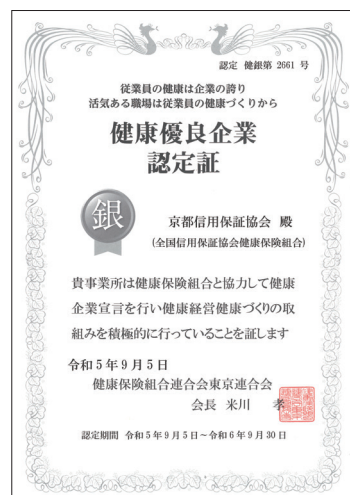 認定 健銀第 2661 号
従業員の健康は企業の誇り
活気ある職場は従業員の健康づくりから
健康優良企業
認定証
銀
京都信用保証協会 殿
(全国信用保証協会健康保険組合)
貴事業所は健康保険組合と協力して健康
企業宣言を行い健康経営健康づくりの取
組みを積極的に行っていることを証します
令和5年9月5日
健康保険組合連合会東京連合会
会長 米川 孝
認定期間 令和5年9月5日～令和6年9月30日